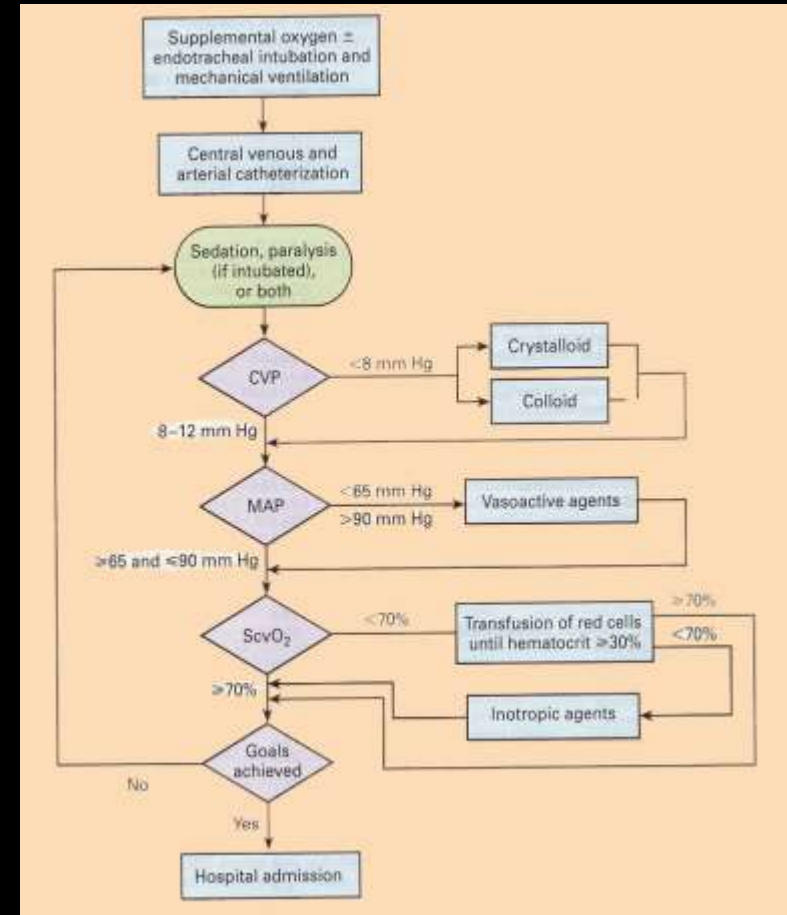 Supplemental oxygen ±
endotracheal intubation and
mechanical ventilation
Central venous and
arterial catheterization
Sedation, paralysis
(if intubated),
or both
CVP
<8 mm Hg
Crystalloid
Colloid
8–12 mm Hg
MAP
<65 mm Hg
>90 mm Hg
Vasoactive agents
≥65 and ≤90 mm Hg
ScvO₂
<70%
Transfusion of red cells
until hematocrit ≥30%
≥70%
<70%
≥70%
Inotropic agents
Goals
achieved
No
Yes
Hospital admission